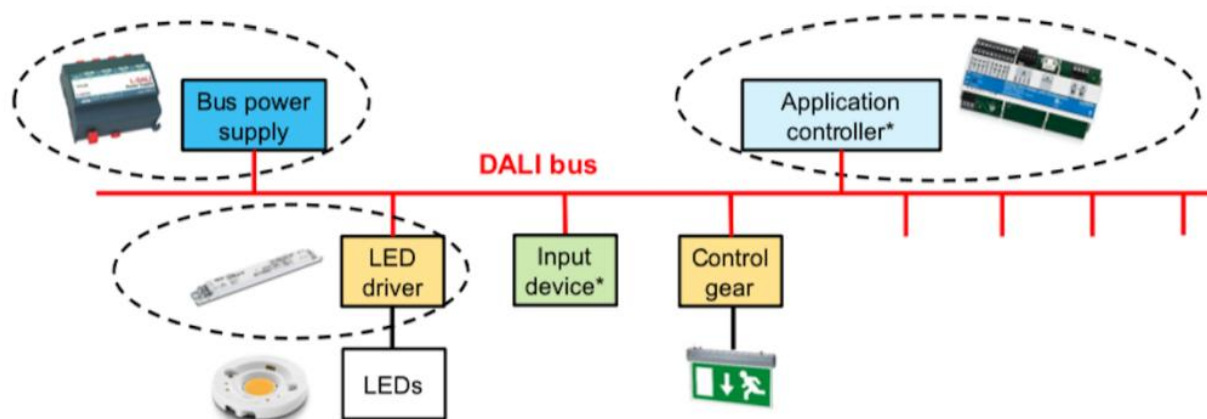 Bus power
supply
Application
controller*
DALI bus
LED
driver
Input
device*
Control
gear
LEDs